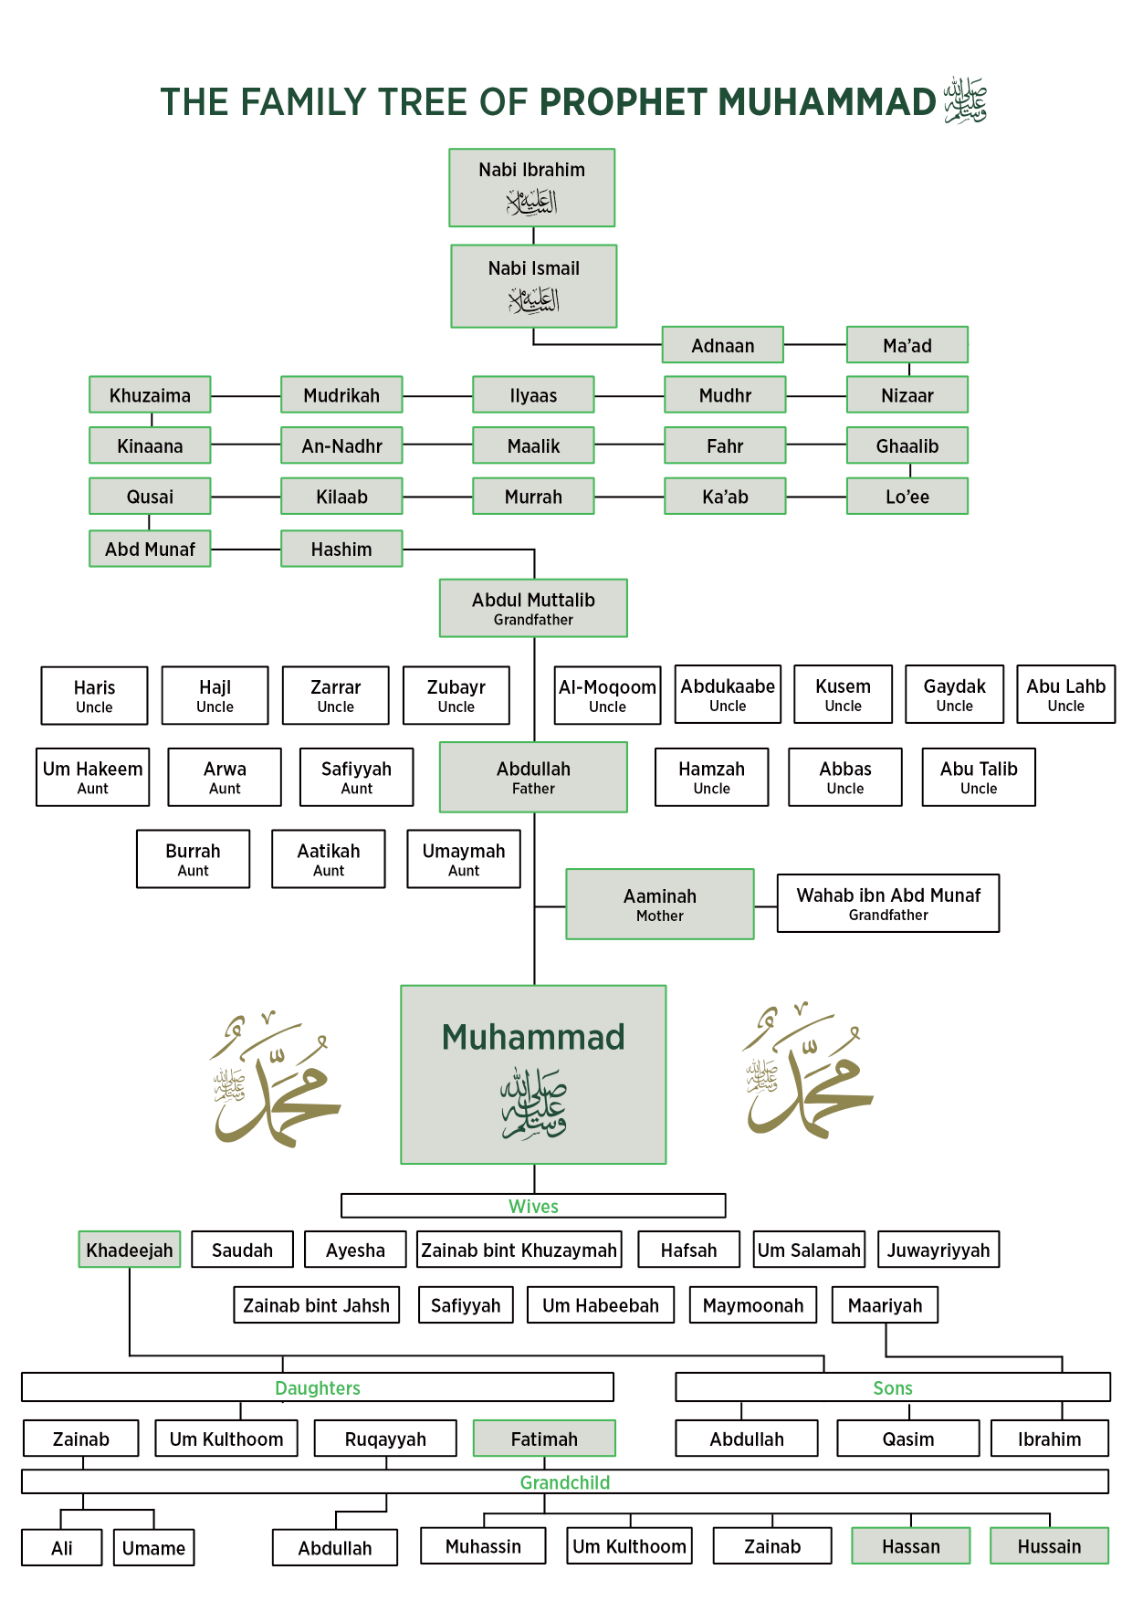 THE FAMILY TREE OF PROPHET MUHAMMAD صلى الله عليه وسلم
Nabi Ibrahim
عليه السلام
Nabi Ismail
عليه السلام
Adnaan Ma’ad
Khuzaima Mudrikah Ilyaas Mudhr Nizaar
Kinaana An-Nadhr Maalik Fahr Ghaalib
Qusai Kilaab Murrah Ka’ab Lo’ee
Abd Munaf Hashim
Abdul Muttalib
Grandfather
Haris Hajl Zarrar Zubayr Al-Moqoom Abdukaabe Kusem Gaydak Abu Lahb
Uncle Uncle Uncle Uncle Uncle Uncle Uncle Uncle Uncle
Um Hakeem Arwa Safiyyah Abdullah Hamzah Abbas Abu Talib
Aunt Aunt Aunt Father Uncle Uncle Uncle
Burrah Aatikah Umaymah
Aunt Aunt Aunt
Aaminah Wahab ibn Abd Munaf
Mother Grandfather
Muhammad
صلى الله عليه وسلم
محمد صلى الله عليه وسلم
محمد صلى الله عليه وسلم
Wives
Khadeejah Saudah Ayesha Zainab bint Khuzaymah Hafsah Um Salamah Juwayriyyah
Zainab bint Jahsh Safiyyah Um Habeebah Maymoonah Maariyah
Daughters Sons
Zainab Um Kulthoom Ruqayyah Fatimah Abdullah Qasim Ibrahim
Grandchild
Ali Umame Abdullah Muhassin Um Kulthoom Zainab Hassan Hussain